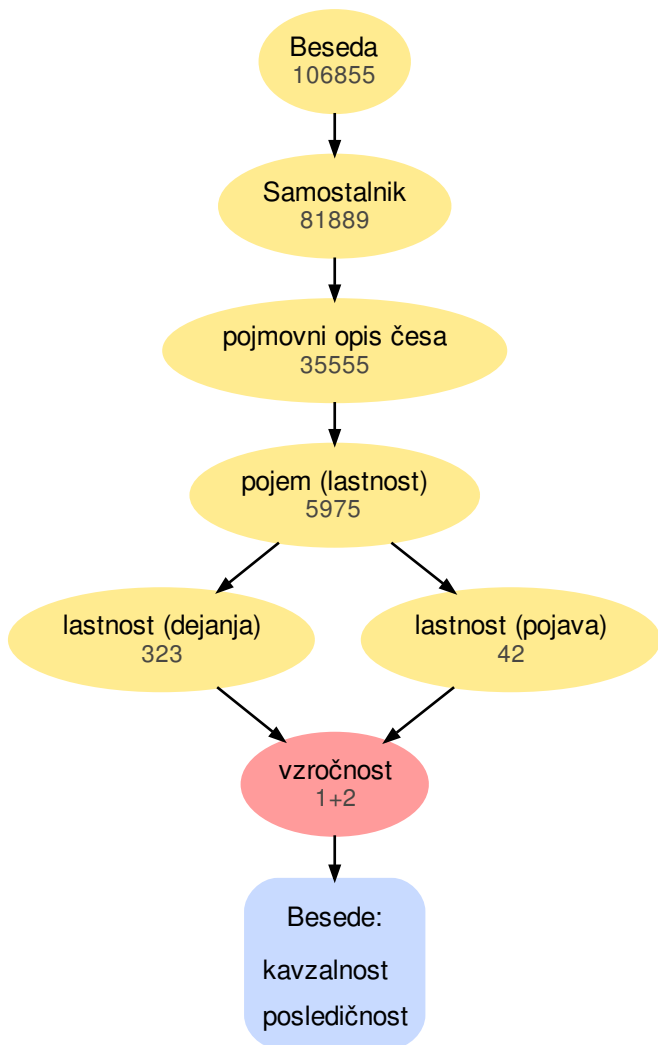 Beseda
106855
Samostalnik
81889
pojmovni opis česa
35555
pojem (lastnost)
5975
lastnost (dejanja)
323
lastnost (pojava)
42
vzročnost
1+2
Besede:
kavzalnost
posledičnost